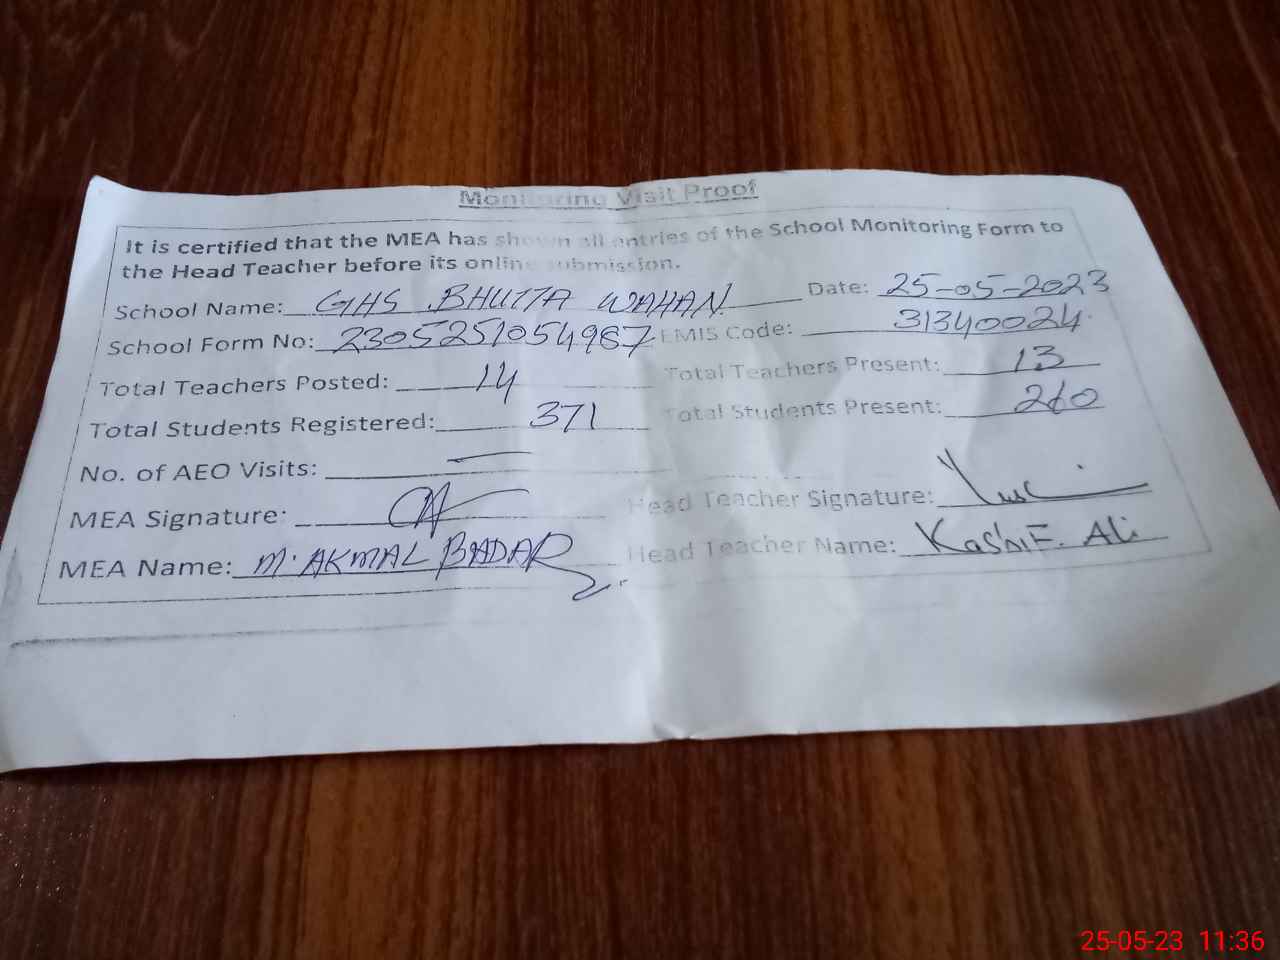 Monitoring Visit Proof
It is certified that the MEA has shown all entries of the School Monitoring Form to
the Head Teacher before its online submission.
School Name: GHS BHUTTA WAHAN Date: 25-05-2023
School Form No: 2305251054987 EMIS Code: 31340024
Total Teachers Posted: 14 Total Teachers Present: 13
Total Students Registered: 371 Total Students Present: 260
No. of AEO Visits: —
MEA Signature: Head Teacher Signature:
MEA Name: M. AKMAL BADAR Head Teacher Name: Kashif. Ali
25-05-23 11:36